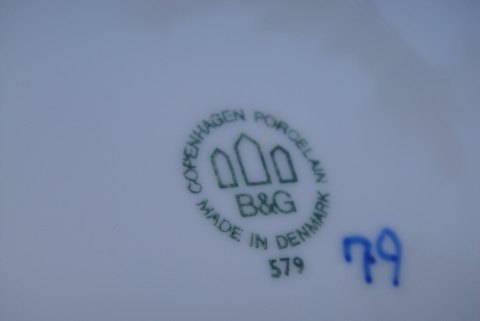 COPENHAGEN PORCELAIN
B&G
MADE IN DENMARK
579
79